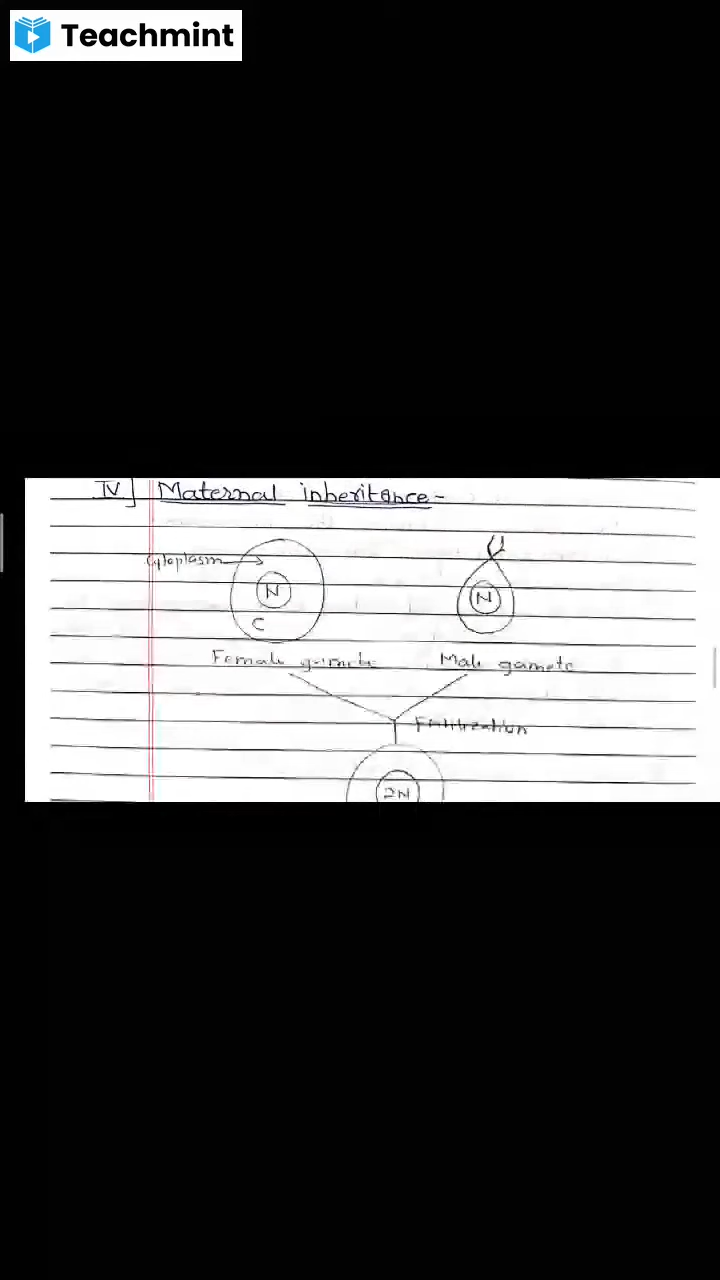 Teachmint
IV] Maternal inheritance-
Cytoplasm
N
N
C
Female gamete
Male gamete
Fertilization
2N